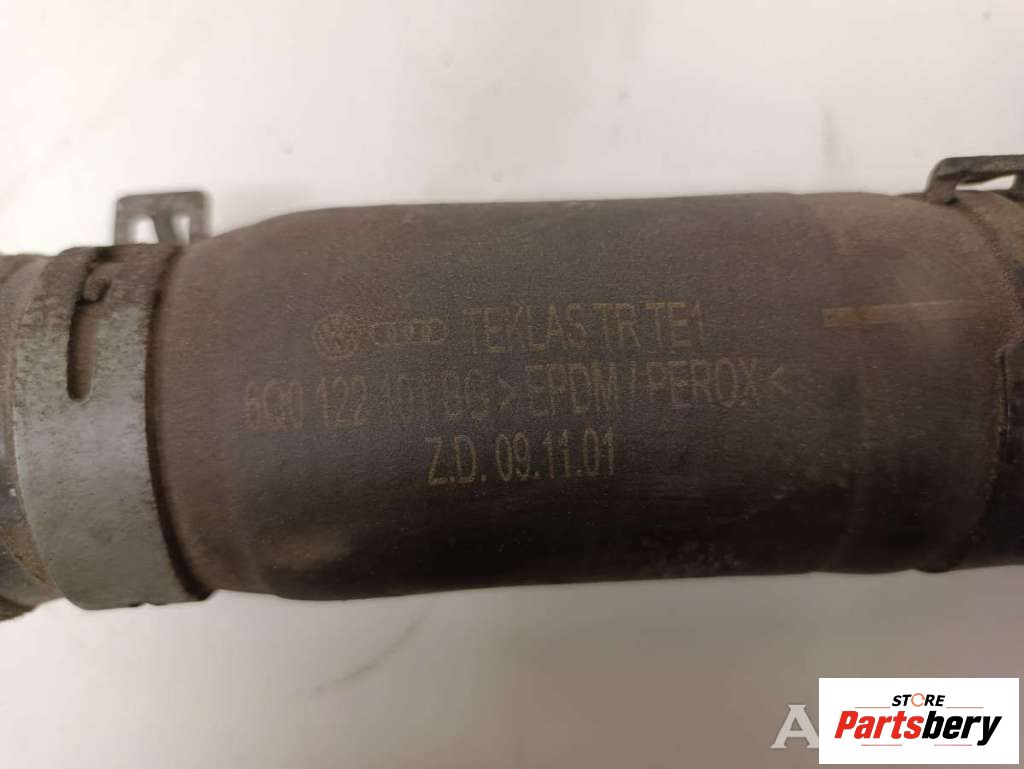 TEKLAS TR TE1
6Q0 122 101 BG > EPDM / PEROX <
Z.D. 09.11.01
A
STORE
Partsbery